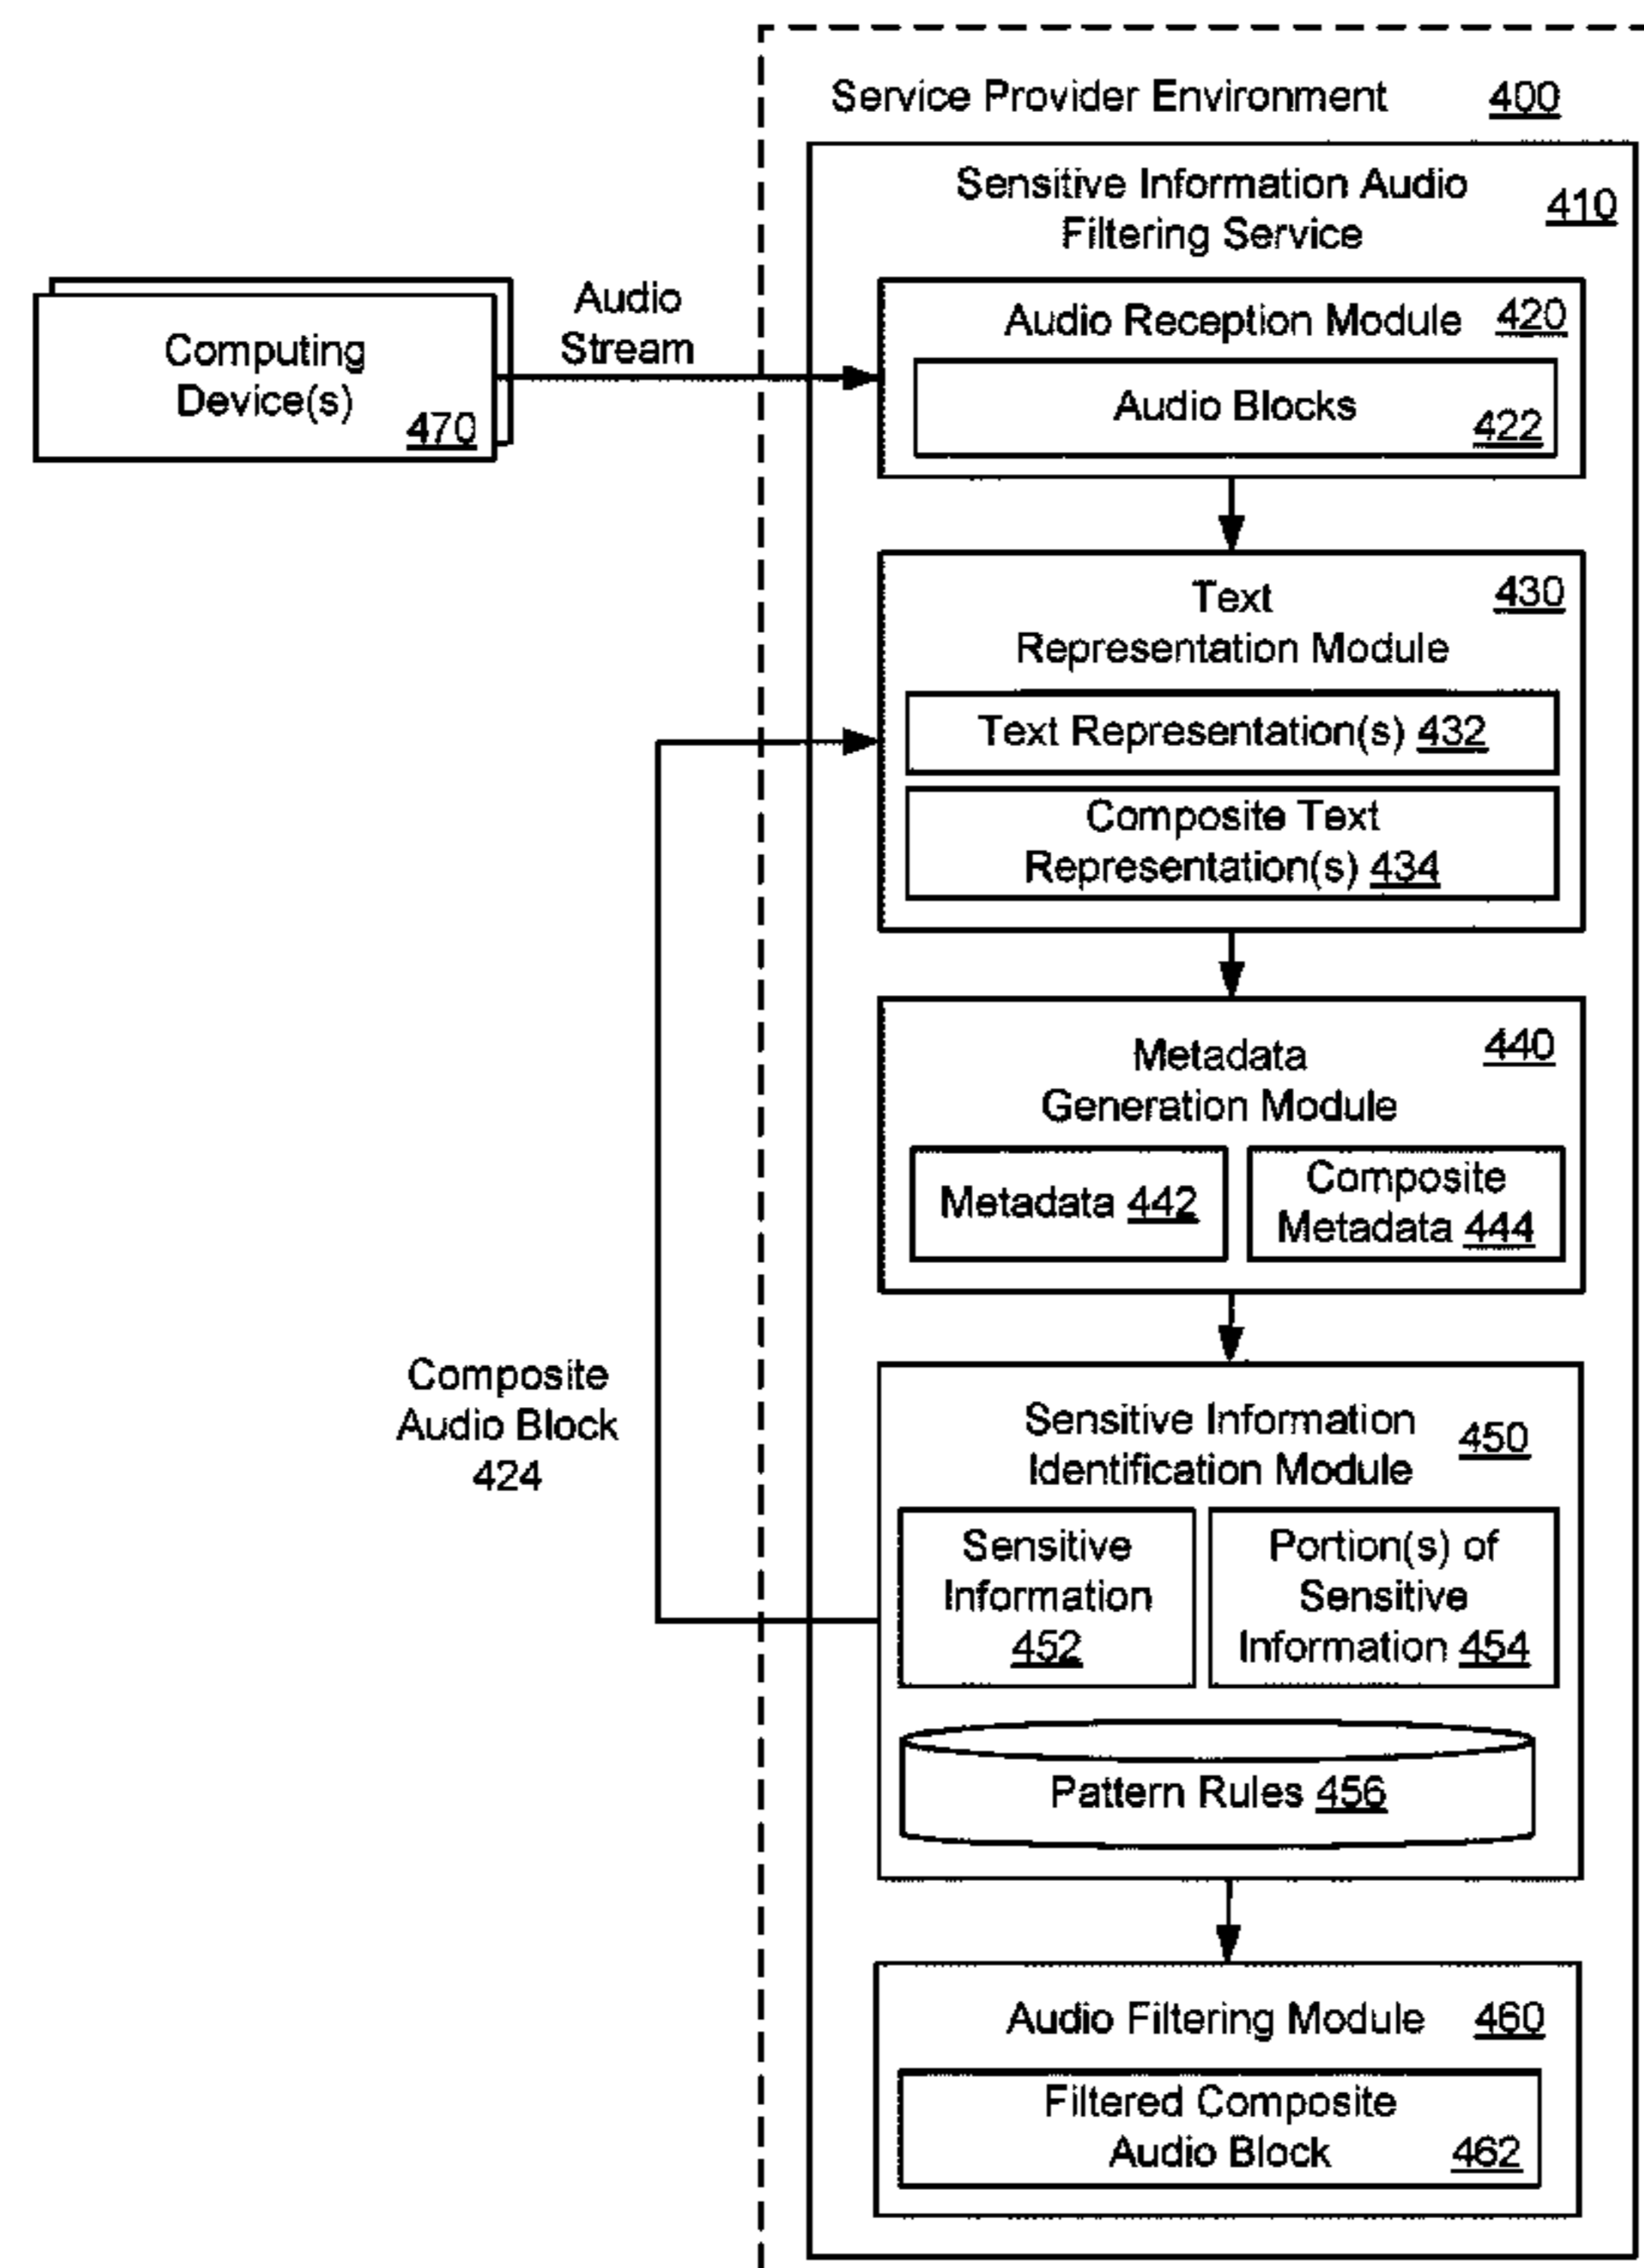 Service Provider Environment 400
Sensitive Information Audio
Filtering Service
410
Audio
Stream
Computing
Device(s)
470
Audio Reception Module 420
Audio Blocks
422
Text
Representation Module
430
Text Representation(s) 432
Composite Text
Representation(s) 434
Metadata
Generation Module
440
Metadata 442
Composite
Metadata 444
Composite
Audio Block
424
Sensitive Information
Identification Module
450
Sensitive
Information
452
Portion(s) of
Sensitive
Information 454
Pattern Rules 456
Audio Filtering Module 460
Filtered Composite
Audio Block
462